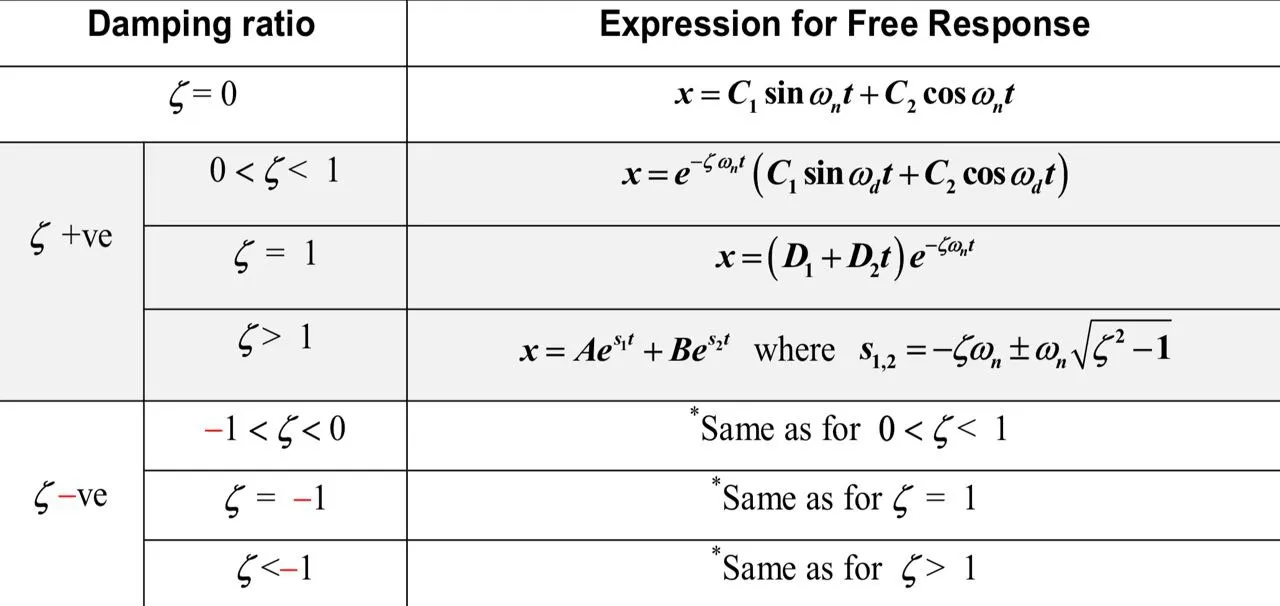 Damping ratio Expression for Free Response
ζ = 0 x = C₁ sin ωₙt + C₂ cos ωₙt
0 < ζ < 1 x = e^{−ζωₙt} (C₁ sin ω_d t + C₂ cos ω_d t)
ζ +ve
ζ = 1 x = (D₁ + D₂t) e^{−ζωₙt}
ζ > 1 x = Ae^{s₁t} + Be^{s₂t} where s₁,₂ = −ζωₙ ± ωₙ√(ζ² − 1)
−1 < ζ < 0 *Same as for 0 < ζ < 1
ζ −ve ζ = −1 *Same as for ζ = 1
ζ < −1 *Same as for ζ > 1